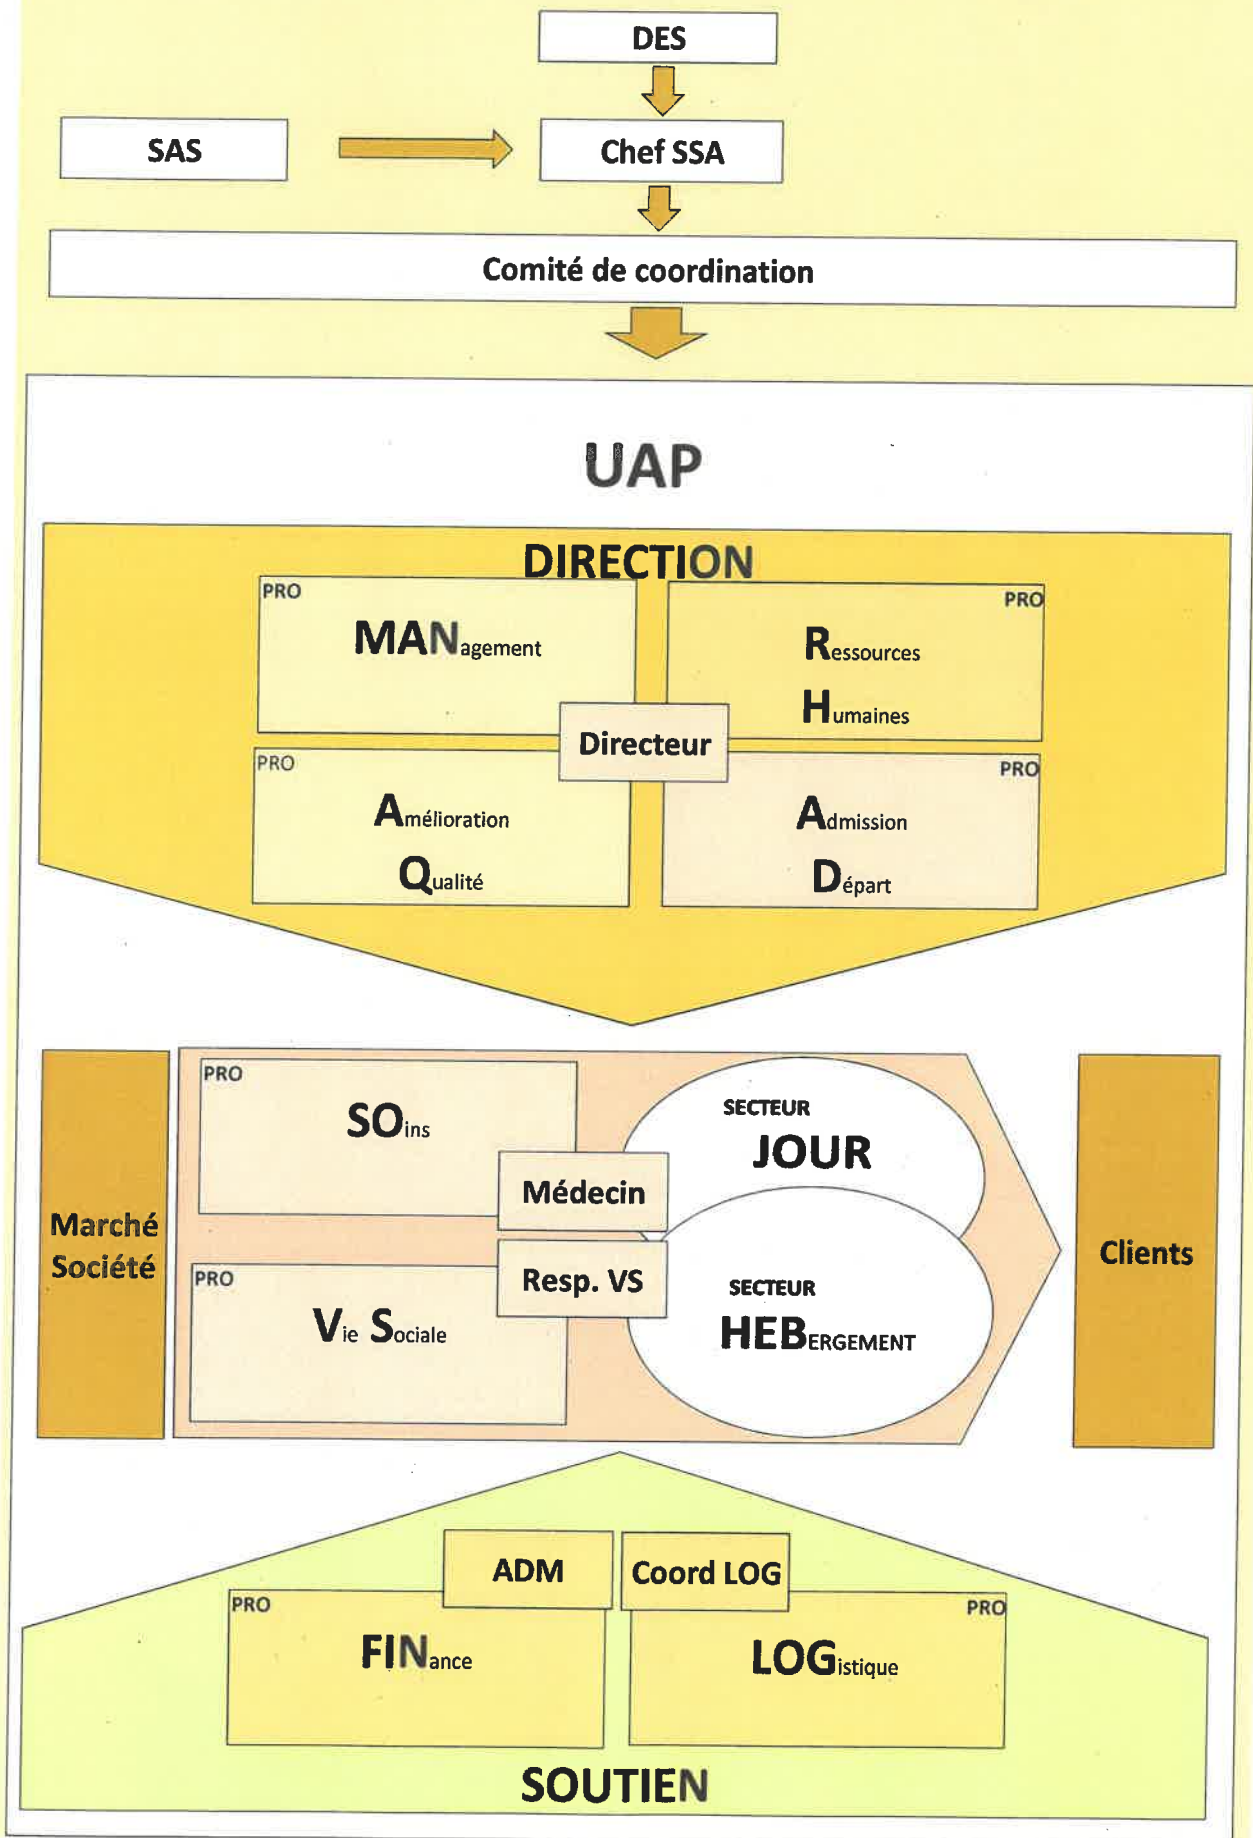 DES
SAS
Chef SSA
Comité de coordination
UAP
DIRECTION
PRO
MANagement
PRO
Ressources
Humaines
Directeur
PRO
Amélioration
Qualité
PRO
Admission
Départ
Marché
Société
PRO
SOins
Médecin
SECTEUR
JOUR
PRO
Vie Sociale
Resp. VS
SECTEUR
HEBERGEMENT
Clients
ADM
Coord LOG
PRO
FINance
PRO
LOGistique
SOUTIEN